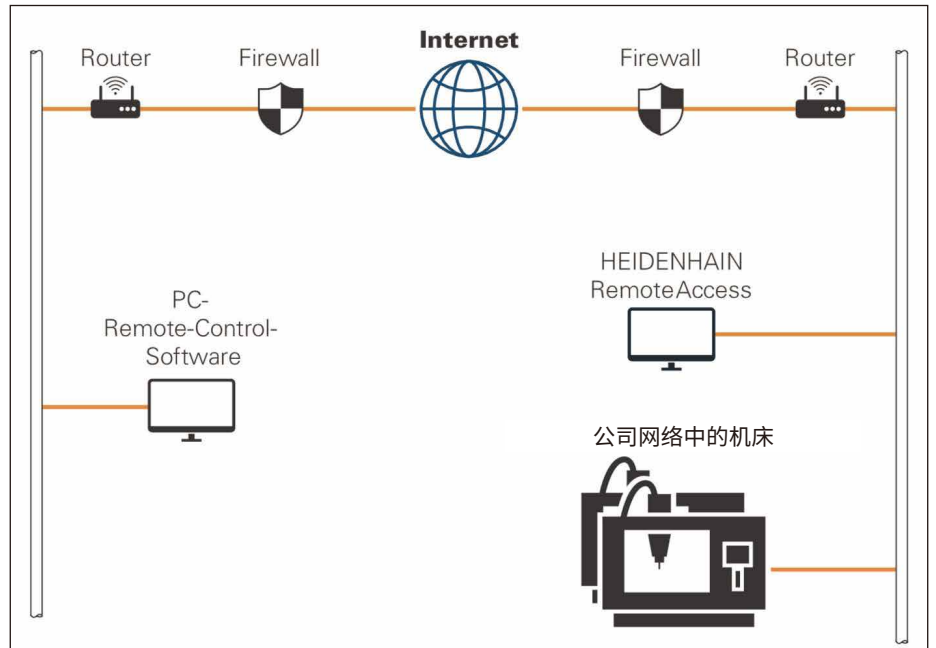 Internet
Router
Firewall
Firewall
Router
HEIDENHAIN
RemoteAccess
PC-
Remote-Control-
Software
公司网络中的机床